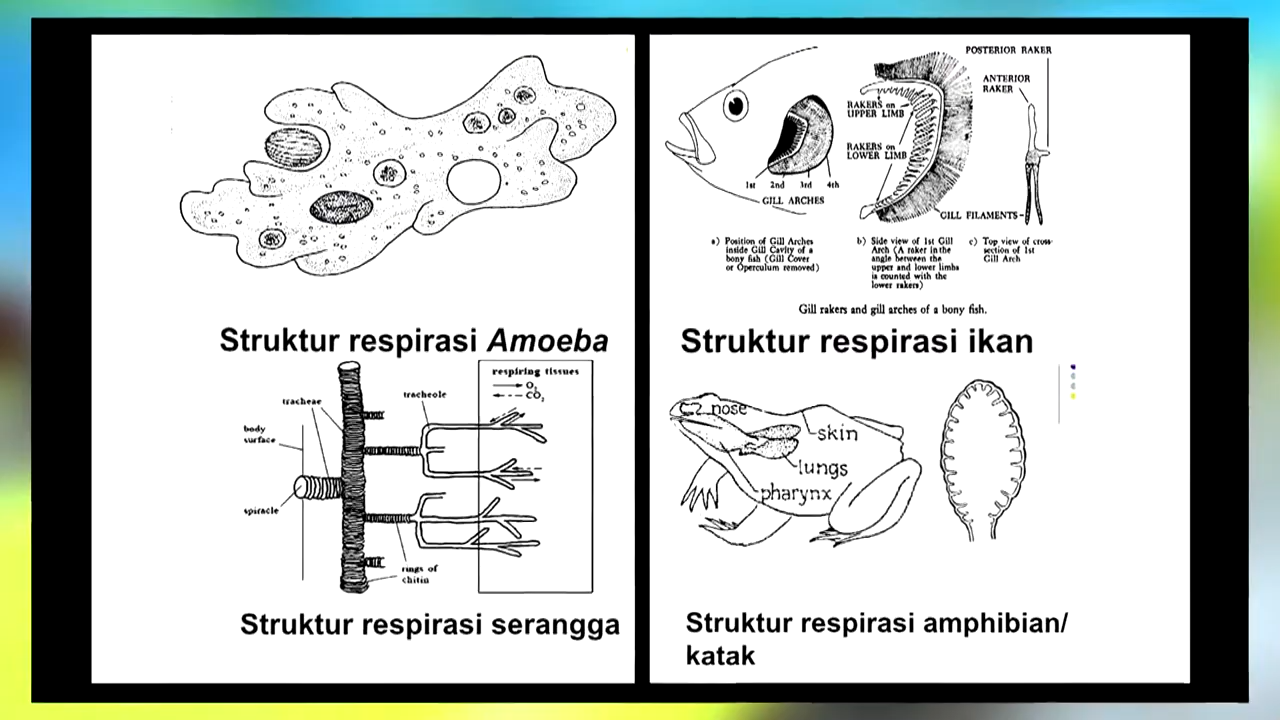 Struktur respirasi Amoeba
tracheae
tracheole
respiring tissues
O2
CO2
body
surface
spiracle
rings of
chitin
Struktur respirasi serangga
POSTERIOR RAKER
ANTERIOR
RAKER
RAKERS on
UPPER LIMB
RAKERS on
LOWER LIMB
1st 2nd 3rd 4th
GILL ARCHES
GILL FILAMENTS
a) Position of Gill Arches
inside Gill Cavity of a
bony fish (Gill Cover
or Operculum removed)
b) Side view of 1st Gill
Arch (A raker in the
angle between the
upper and lower limbs
is counted with the
lower rakers)
c) Top view of cross-
section of 1st
Gill Arch
Gill rakers and gill arches of a bony fish.
Struktur respirasi ikan
nose
skin
lungs
pharynx
Struktur respirasi amphibian/
katak